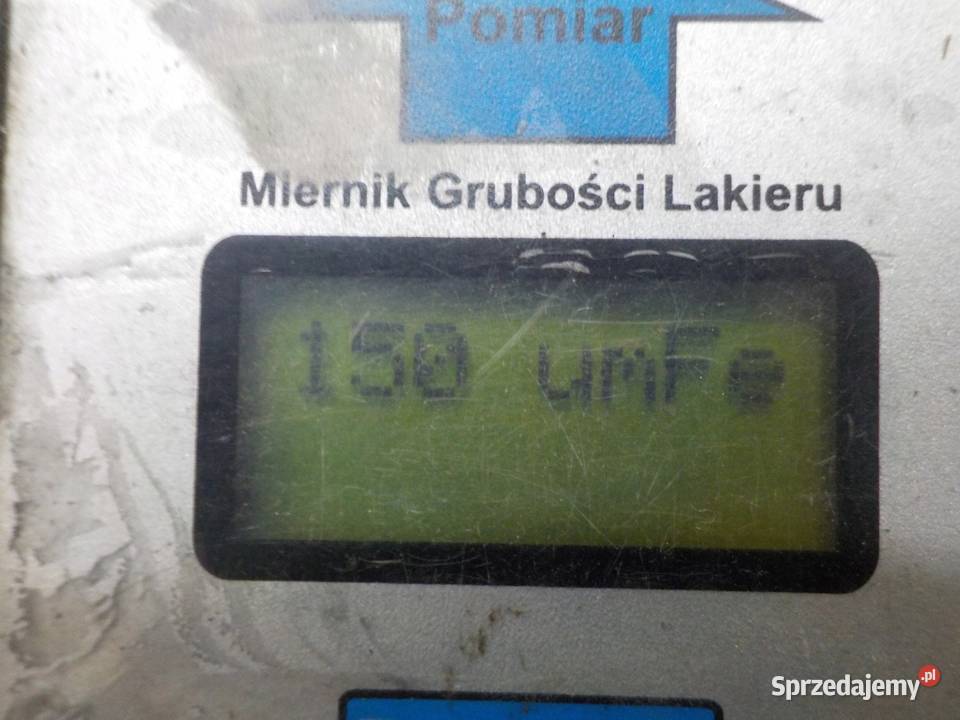 Pomiar
Miernik Grubości Lakieru
150 umFe
Sprzedajemy.pl